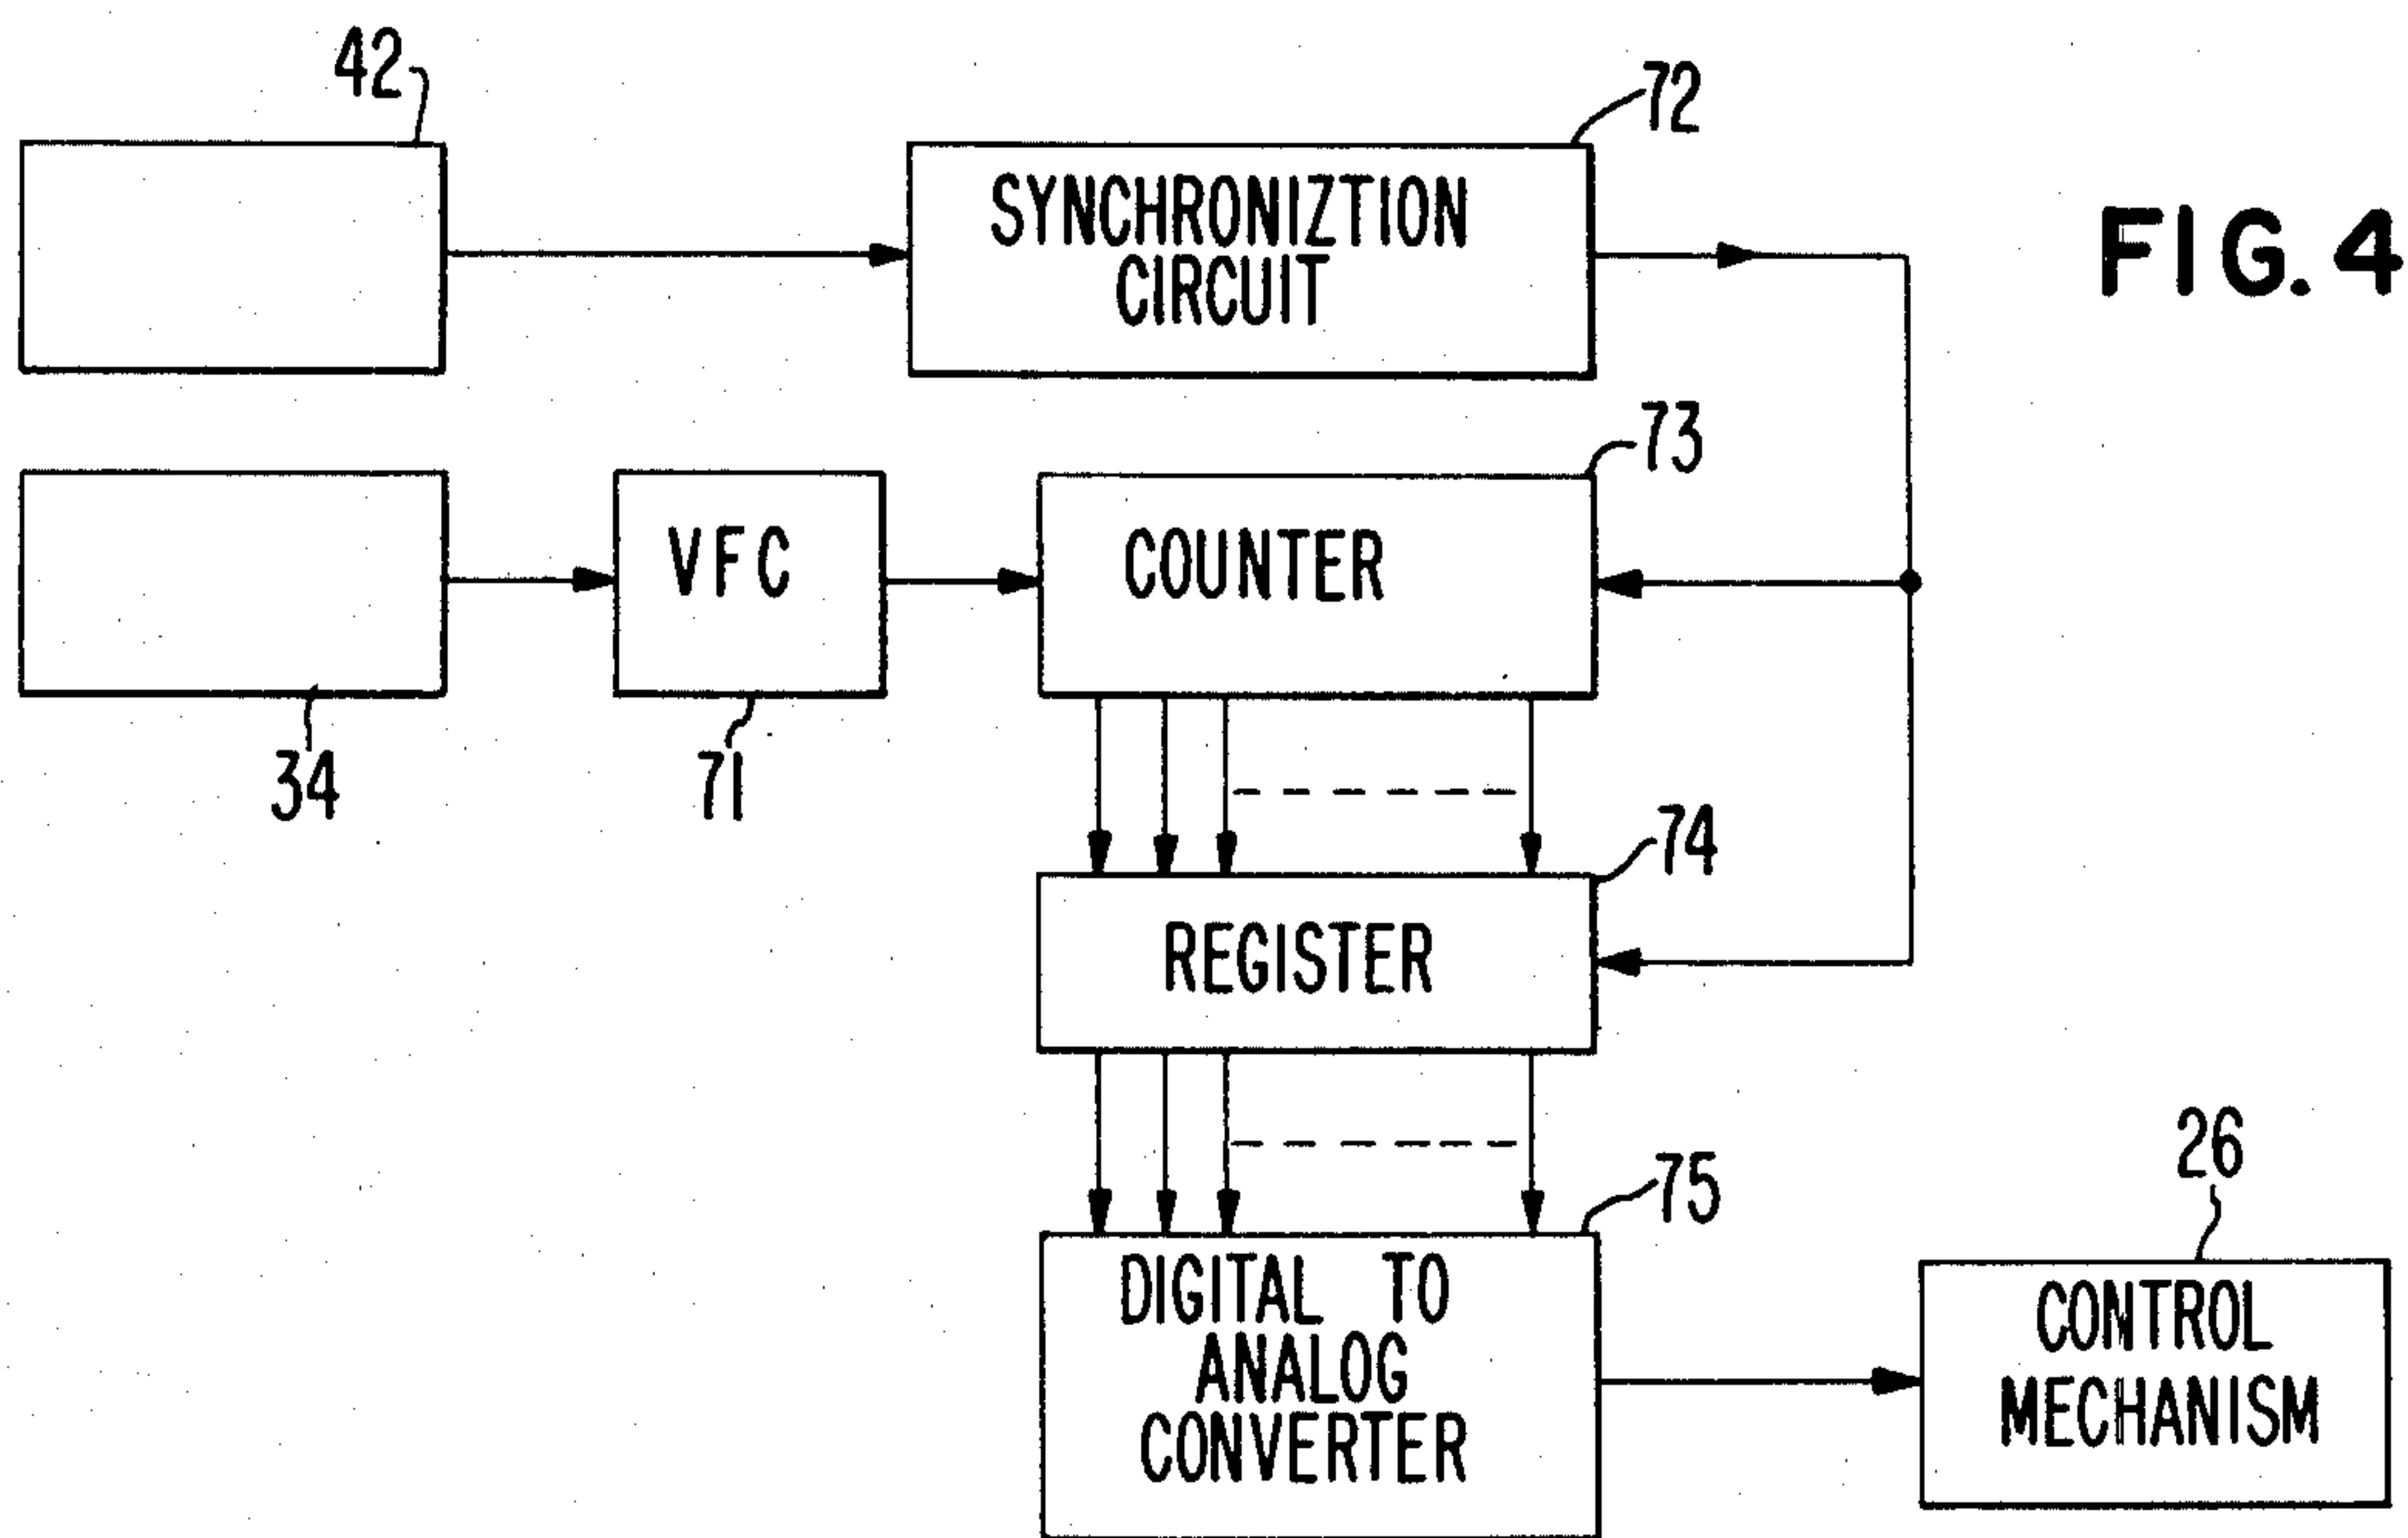 42
72
SYNCHRONIZTION
CIRCUIT
FIG. 4
73
VFC
COUNTER
34
71
74
REGISTER
26
75
DIGITAL TO
ANALOG
CONVERTER
CONTROL
MECHANISM